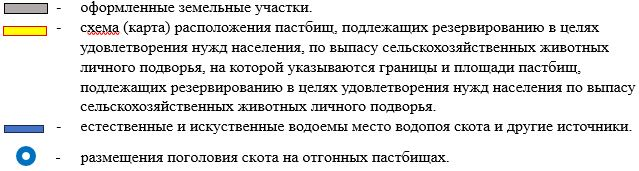 - оформленные земельные участки.
- схема (карта) расположения пастбищ, подлежащих резервированию в целях
удовлетворения нужд населения, по выпасу сельскохозяйственных животных
личного подворья, на которой указываются границы и площади пастбищ,
подлежащих резервированию в целях удовлетворения нужд населения по выпасу
сельскохозяйственных животных личного подворья.
- естественные и искуственные водоемы место водопоя скота и другие источники.
- размещения поголовия скота на отгонных пастбищах.